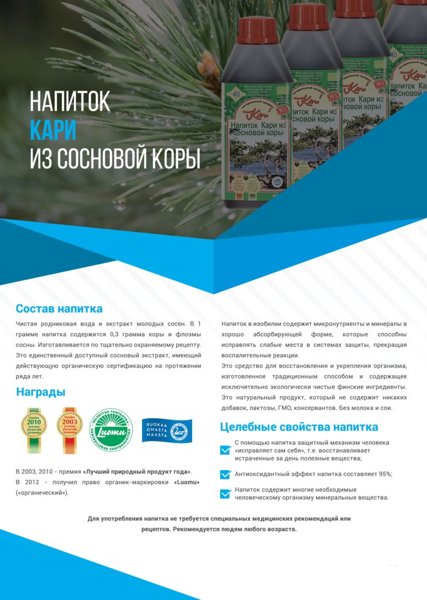 НАПИТОК
КАРИ
ИЗ СОСНОВОЙ КОРЫ
Kari
Напиток Кари из
сосновой коры
Состав напитка
Чистая родниковая вода и экстракт молодых сосен. В 1
грамме напитка содержится 0,3 грамма коры и флоэмы
сосны. Изготавливается по тщательно охраняемому рецепту.
Это единственный доступный сосновый экстракт, имеющий
действующую органическую сертификацию на протяжении
ряда лет.
Награды
2010
2003
Luomu
RUOKAA
OMASTA
MAASTA
В 2003, 2010 - премия «Лучший природный продукт года».
В 2012 - получил право органик-маркировки «Luomu»
(«органический»).
Напиток в изобилии содержит микронутриенты и минералы в
хорошо абсорбирующей форме, которые способны
исправлять слабые места в системах защиты, прекращая
воспалительные реакции.
Это средство для восстановления и укрепления организма,
изготовленное традиционным способом и содержащее
исключительно экологически чистые финские ингредиенты.
Это натуральный продукт, который не содержит никаких
добавок, лактозы, ГМО, консервантов. Без молока и сои.
Целебные свойства напитка
С помощью напитка защитный механизм человека
«исправляет сам себя», т.е. восстанавливает
истраченные за день полезные вещества;
Антиоксидантный эффект напитка составляет 95%;
Напиток содержит многие необходимые
человеческому организму минеральные вещества.
Для употребления напитка не требуется специальных медицинских рекомендаций или
рецептов. Рекомендуется людям любого возраста.